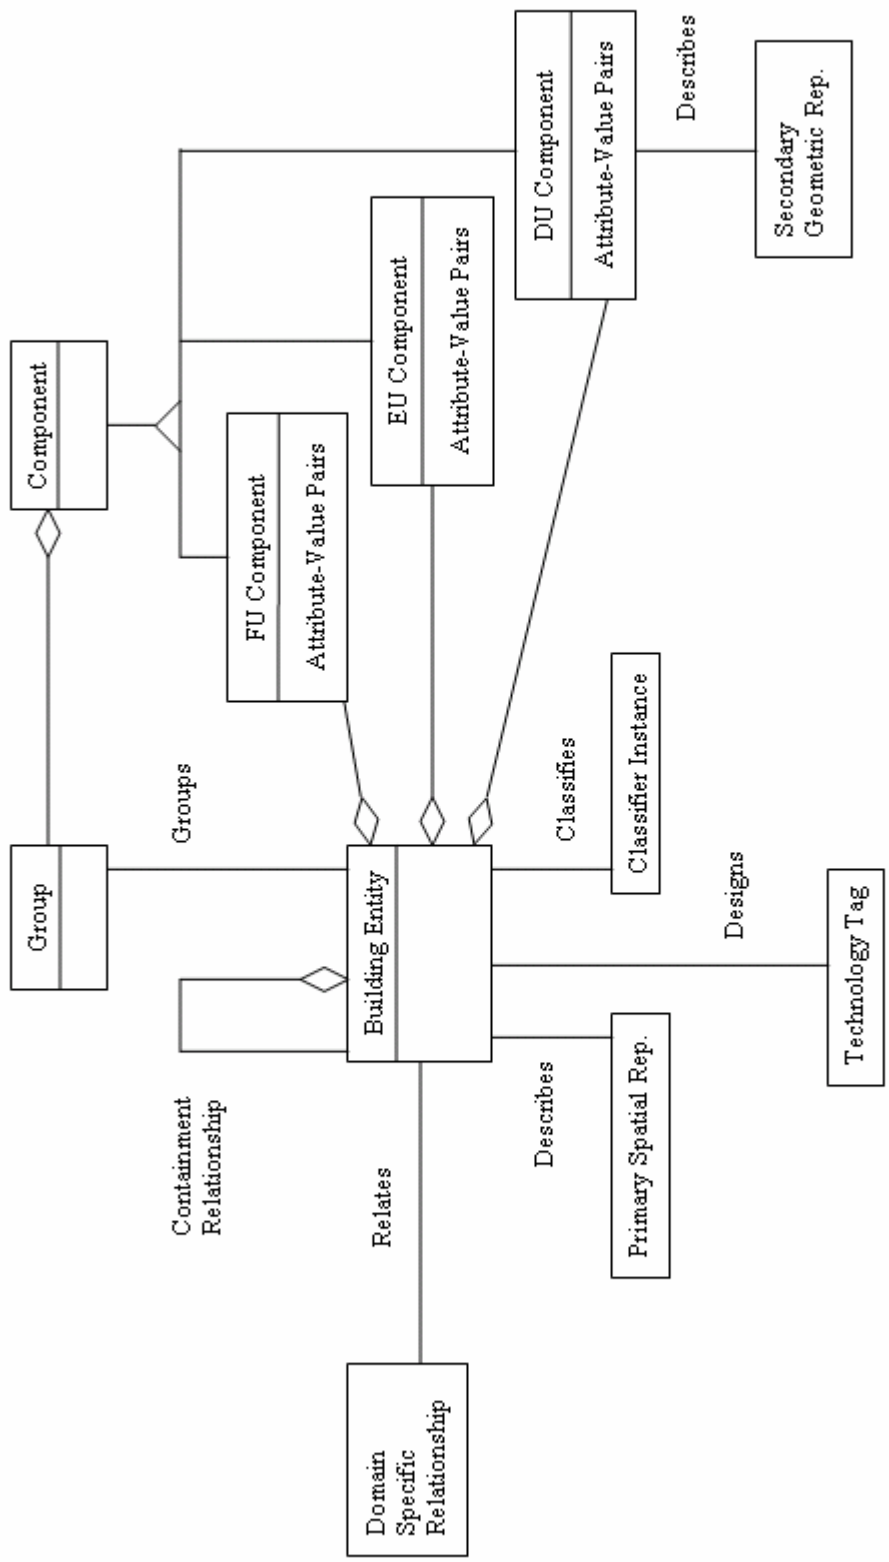 Group
Component
Containment
Relationship
Groups
FU Component
Attribute-Value Pairs
EU Component
Attribute-Value Pairs
DU Component
Attribute-Value Pairs
Describes
Secondary
Geometric Rep.
Domain
Specific
Relationship
Relates
Building Entity
Describes
Primary Spatial Rep.
Designs
Technology Tag
Classifies
Classifier Instance